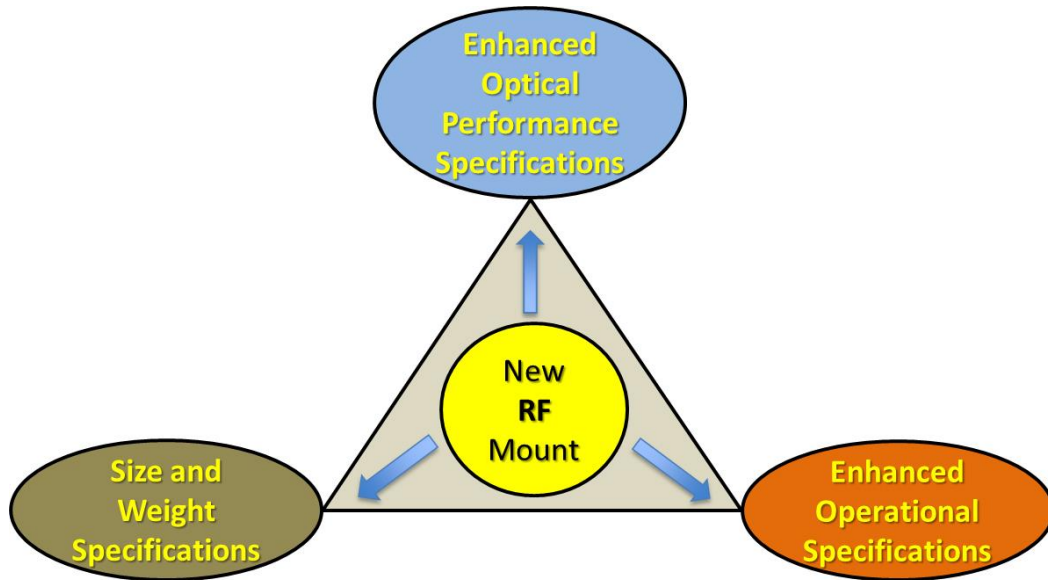 Enhanced
Optical
Performance
Specifications
New
RF
Mount
Size and
Weight
Specifications
Enhanced
Operational
Specifications